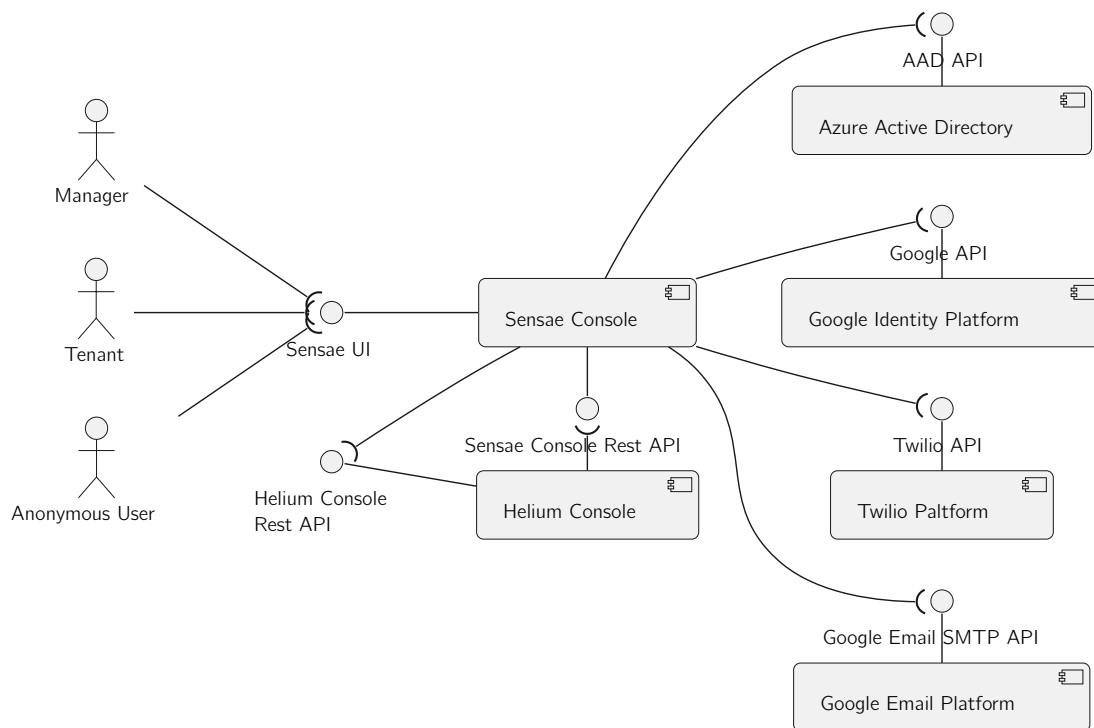 AAD API
Azure Active Directory
Manager
Google API
Sensae Console
Google Identity Platform
Tenant
Sensae UI
Sensae Console Rest API
Twilio API
Helium Console
Rest API
Helium Console
Twilio Paltform
Anonymous User
Google Email SMTP API
Google Email Platform